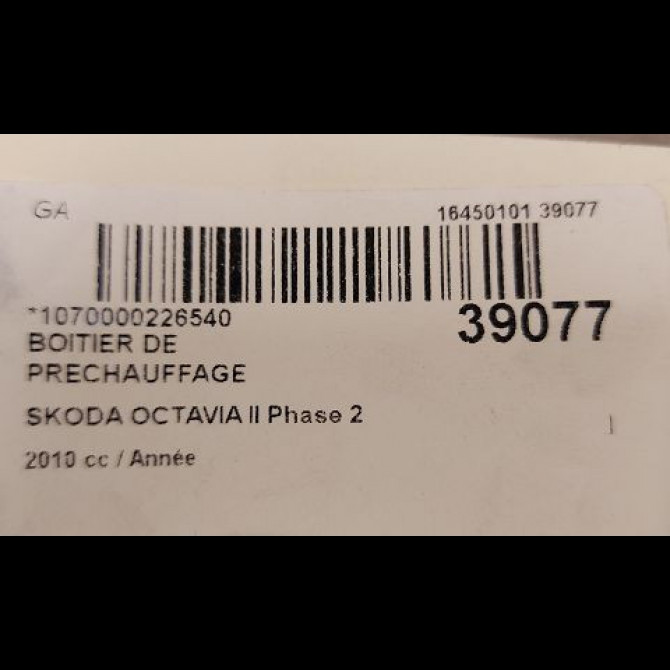 GA
16450101 39077
*1070000226540
39077
BOITIER DE
PRECHAUFFAGE
SKODA OCTAVIA II Phase 2
2010 cc / Année